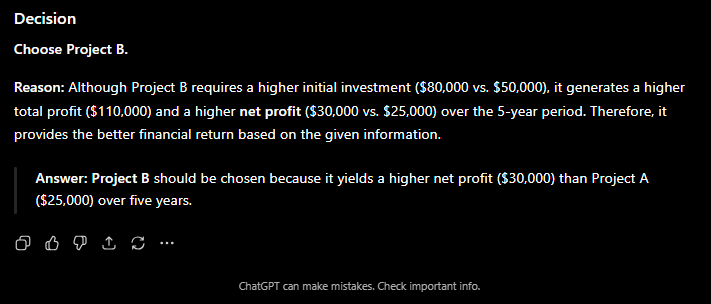 Decision
Choose Project B.
Reason: Although Project B requires a higher initial investment ($80,000 vs. $50,000), it generates a higher
total profit ($110,000) and a higher net profit ($30,000 vs. $25,000) over the 5-year period. Therefore, it
provides the better financial return based on the given information.
Answer: Project B should be chosen because it yields a higher net profit ($30,000) than Project A
($25,000) over five years.
ChatGPT can make mistakes. Check important info.